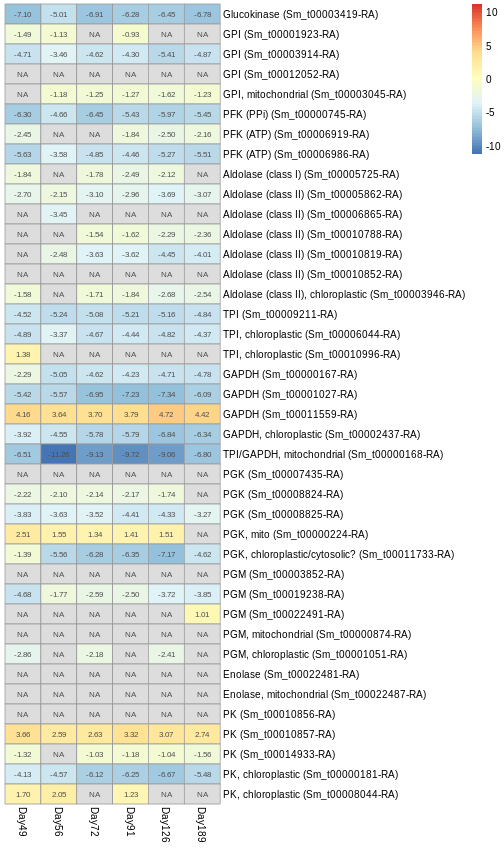 -7.10 -5.01 -6.91 -6.28 -6.45 -6.78 Glucokinase (Sm_t00003419-RA)
-1.49 -1.13 NA -0.93 NA NA GPI (Sm_t00001923-RA)
-4.71 -3.46 -4.62 -4.30 -5.41 -4.87 GPI (Sm_t00003914-RA)
NA NA NA NA NA NA GPI (Sm_t00012052-RA)
NA -1.18 -1.25 -1.27 -1.62 -1.23 GPI, mitochondrial (Sm_t00003045-RA)
-6.30 -4.66 -6.45 -5.43 -5.97 -5.45 PFK (PPi) (Sm_t00000745-RA)
-2.45 NA NA -1.84 -2.50 -2.16 PFK (ATP) (Sm_t00006919-RA)
-5.63 -3.58 -4.85 -4.46 -5.27 -5.51 PFK (ATP) (Sm_t00006986-RA)
-1.84 NA -1.78 -2.49 -2.12 NA Aldolase (class I) (Sm_t00005725-RA)
-2.70 -2.15 -3.10 -2.96 -3.69 -3.07 Aldolase (class II) (Sm_t00005862-RA)
NA -3.45 NA NA NA NA Aldolase (class II) (Sm_t00006865-RA)
NA NA -1.54 -1.62 -2.29 -2.36 Aldolase (class II) (Sm_t00010788-RA)
NA -2.48 -3.63 -3.62 -4.45 -4.01 Aldolase (class II) (Sm_t00010819-RA)
NA NA NA NA NA NA Aldolase (class II) (Sm_t00010852-RA)
-1.58 NA -1.71 -1.84 -2.68 -2.54 Aldolase (class II), chloroplastic (Sm_t00003946-RA)
-4.52 -5.24 -5.08 -5.21 -5.16 -4.84 TPI (Sm_t00009211-RA)
-4.89 -3.37 -4.67 -4.44 -4.82 -4.37 TPI, chloroplastic (Sm_t00006044-RA)
1.38 NA NA NA NA NA TPI, chloroplastic (Sm_t00010996-RA)
-2.29 -5.05 -4.62 -4.23 -4.71 -4.78 GAPDH (Sm_t00000167-RA)
-5.42 -5.57 -6.95 -7.23 -7.34 -6.09 GAPDH (Sm_t00001027-RA)
4.16 3.64 3.70 3.79 4.72 4.42 GAPDH (Sm_t00011559-RA)
-3.92 -4.55 -5.78 -5.79 -6.84 -6.34 GAPDH, chloroplastic (Sm_t00002437-RA)
-6.51 -11.28 -9.13 -9.72 -9.06 -6.80 TPI/GAPDH, mitochondrial (Sm_t00000168-RA)
NA NA NA NA NA NA PGK (Sm_t00007435-RA)
-2.22 -2.10 -2.14 -2.17 -1.74 NA PGK (Sm_t00008824-RA)
-3.83 -3.63 -3.52 -4.41 -4.33 -3.27 PGK (Sm_t00008825-RA)
2.51 1.55 1.34 1.41 1.51 NA PGK, mito (Sm_t00000224-RA)
-1.39 -5.56 -6.28 -6.35 -7.17 -4.62 PGK, chloroplastic/cytosolic? (Sm_t00011733-RA)
NA NA NA NA NA NA PGM (Sm_t00003852-RA)
-4.68 -1.77 -2.59 -2.50 -3.72 -3.85 PGM (Sm_t00019238-RA)
NA NA NA NA NA 1.01 PGM (Sm_t00022491-RA)
NA NA NA NA NA NA PGM, mitochondrial (Sm_t00000874-RA)
-2.86 NA -2.18 NA -2.41 NA PGM, chloroplastic (Sm_t00001051-RA)
NA NA NA NA NA NA Enolase (Sm_t00022481-RA)
NA NA NA NA NA NA Enolase, mitochondrial (Sm_t00022487-RA)
NA NA NA NA NA NA PK (Sm_t00010856-RA)
3.66 2.59 2.63 3.32 3.07 2.74 PK (Sm_t00010857-RA)
-1.32 NA -1.03 -1.18 -1.04 -1.56 PK (Sm_t00014933-RA)
-4.13 -4.57 -6.12 -6.25 -6.67 -5.48 PK, chloroplastic (Sm_t00000181-RA)
1.70 2.05 NA 1.23 NA NA PK, chloroplastic (Sm_t00008044-RA)
Day49 Day56 Day72 Day91 Day126 Day189
10
5
0
-5
-10